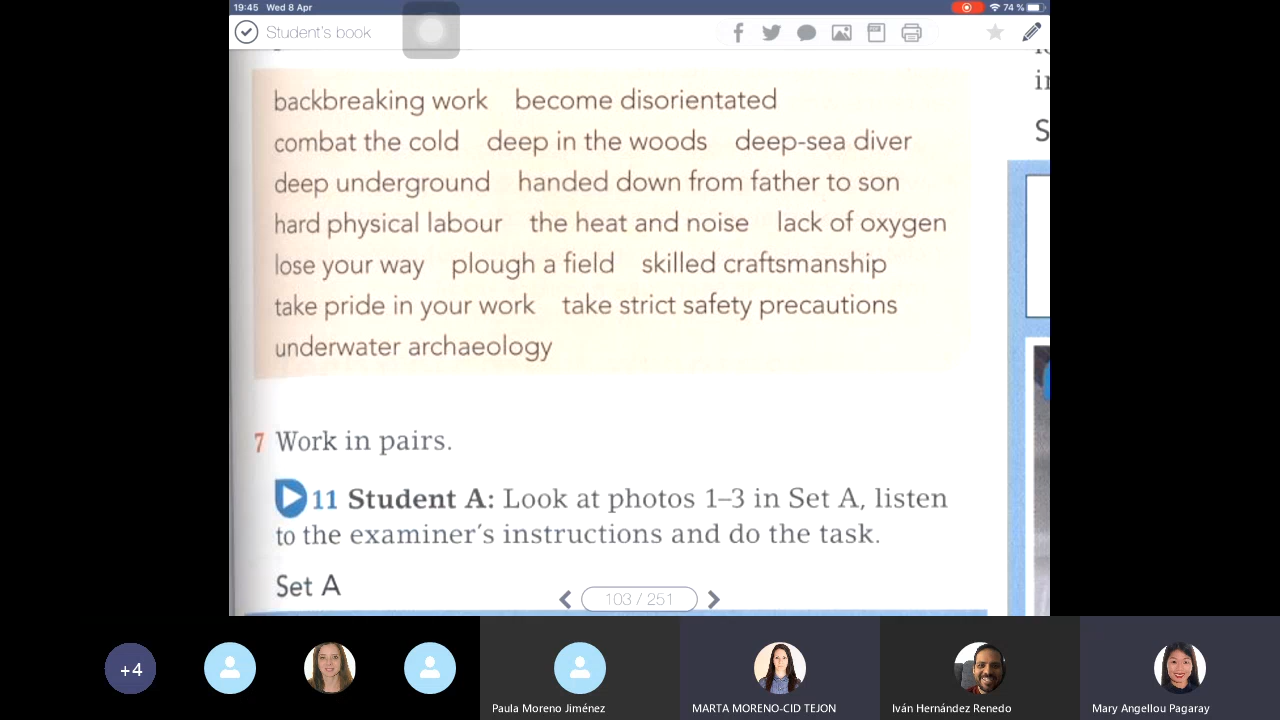 19:45 Wed 8 Apr
74 %
Student's book
backbreaking work become disorientated
combat the cold deep in the woods deep-sea diver
deep underground handed down from father to son
hard physical labour the heat and noise lack of oxygen
lose your way plough a field skilled craftsmanship
take pride in your work take strict safety precautions
underwater archaeology
7 Work in pairs.
11 Student A: Look at photos 1–3 in Set A, listen
to the examiner's instructions and do the task.
Set A
103 / 251
+4
Paula Moreno Jiménez
MARTA MORENO-CID TEJON
Iván Hernández Renedo
Mary Angellou Pagaray